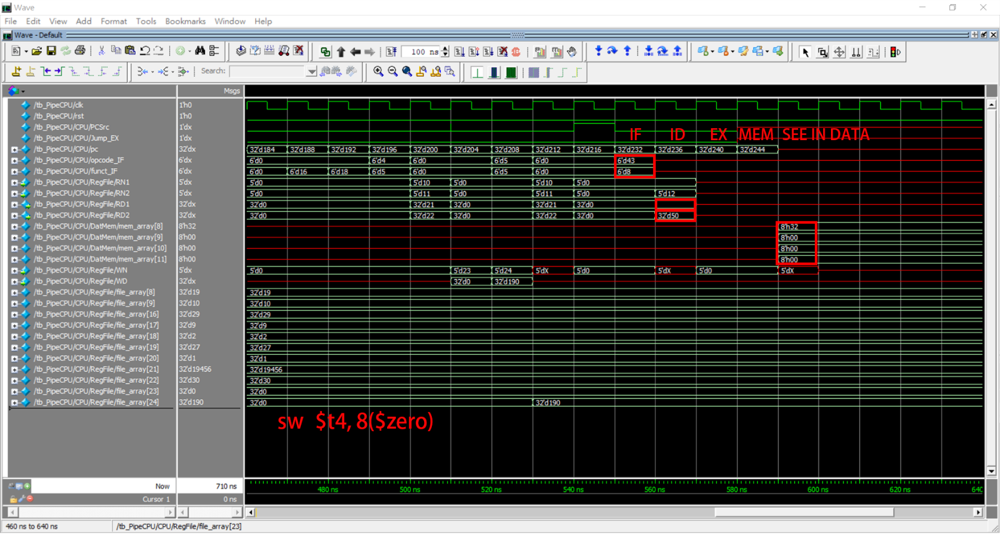 Wave
File Edit View Add Format Tools Bookmarks Window Help
Wave - Default
100 ns
Search:
Msgs
/tb_PipeCPU/clk 1'h0
/tb_PipeCPU/rst 1'h0
/tb_PipeCPU/CPU/PCSrc 1'dx IF ID EX MEM SEE IN DATA
/tb_PipeCPU/CPU/Jump_EX 1'dx
/tb_PipeCPU/CPU/pc 32'dx 32'd184 32'd188 32'd192 32'd196 32'd200 32'd204 32'd208 32'd212 32'd216 32'd232 32'd236 32'd240 32'd244
/tb_PipeCPU/CPU/opcode_IF 6'dx 6'd0 6'd4 6'd0 6'd5 6'd0 6'd43
/tb_PipeCPU/CPU/funct_IF 6'dx 6'd0 6'd16 6'd18 6'd5 6'd0 6'd5 6'd0 6'd8
/tb_PipeCPU/CPU/RegFile/RN1 5'dx 5'd0 5'd10 5'd0 5'd10 5'd0
/tb_PipeCPU/CPU/RegFile/RN2 5'dx 5'd0 5'd11 5'd0 5'd11 5'd0 5'd12
/tb_PipeCPU/CPU/RegFile/RD1 32'dx 32'd0 32'd21 32'd0 32'd21 32'd0
/tb_PipeCPU/CPU/RegFile/RD2 32'dx 32'd0 32'd22 32'd0 32'd22 32'd0 32'd50
/tb_PipeCPU/CPU/DatMem/mem_array[8] 8'h32 8'h32
/tb_PipeCPU/CPU/DatMem/mem_array[9] 8'h00 8'h00
/tb_PipeCPU/CPU/DatMem/mem_array[10] 8'h00 8'h00
/tb_PipeCPU/CPU/DatMem/mem_array[11] 8'h00 8'h00
/tb_PipeCPU/CPU/RegFile/WN 5'dx 5'd0 5'd23 5'd24 5'dX 5'd0 5'dX 5'd0 5'dX
/tb_PipeCPU/CPU/RegFile/WD 32'dx 32'd0 32'd190
/tb_PipeCPU/CPU/RegFile/file_array[8] 32'd19 32'd19
/tb_PipeCPU/CPU/RegFile/file_array[9] 32'd10 32'd10
/tb_PipeCPU/CPU/RegFile/file_array[16] 32'd29 32'd29
/tb_PipeCPU/CPU/RegFile/file_array[17] 32'd9 32'd9
/tb_PipeCPU/CPU/RegFile/file_array[18] 32'd2 32'd2
/tb_PipeCPU/CPU/RegFile/file_array[19] 32'd27 32'd27
/tb_PipeCPU/CPU/RegFile/file_array[20] 32'd1 32'd1
/tb_PipeCPU/CPU/RegFile/file_array[21] 32'd19456 32'd19456
/tb_PipeCPU/CPU/RegFile/file_array[22] 32'd30 32'd30
/tb_PipeCPU/CPU/RegFile/file_array[23] 32'd0 32'd0
/tb_PipeCPU/CPU/RegFile/file_array[24] 32'd190 32'd0 32'd190
sw $t4, 8($zero)
Now 710 ns
480 ns 500 ns 520 ns 540 ns 560 ns 580 ns 600 ns 620 ns 640
Cursor 1 0 ns
460 ns to 640 ns /tb_PipeCPU/CPU/RegFile/file_array[23]